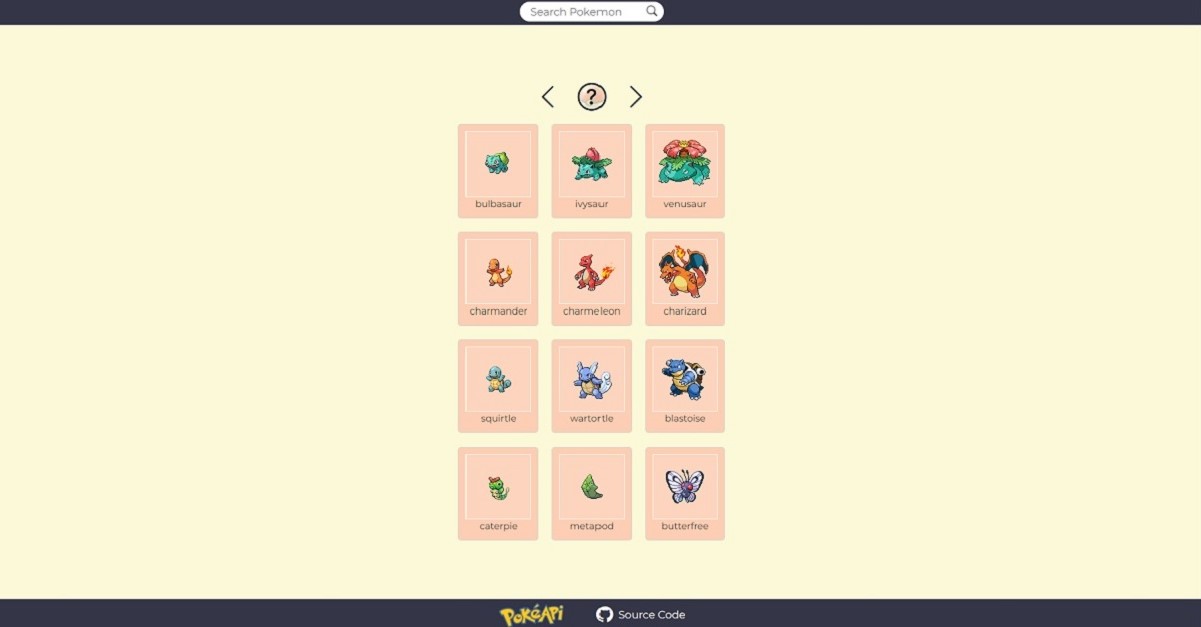 Search Pokemon
?
bulbasaur ivysaur venusaur
charmander charmeleon charizard
squirtle wartortle blastoise
caterpie metapod butterfree
PokéApi Source Code